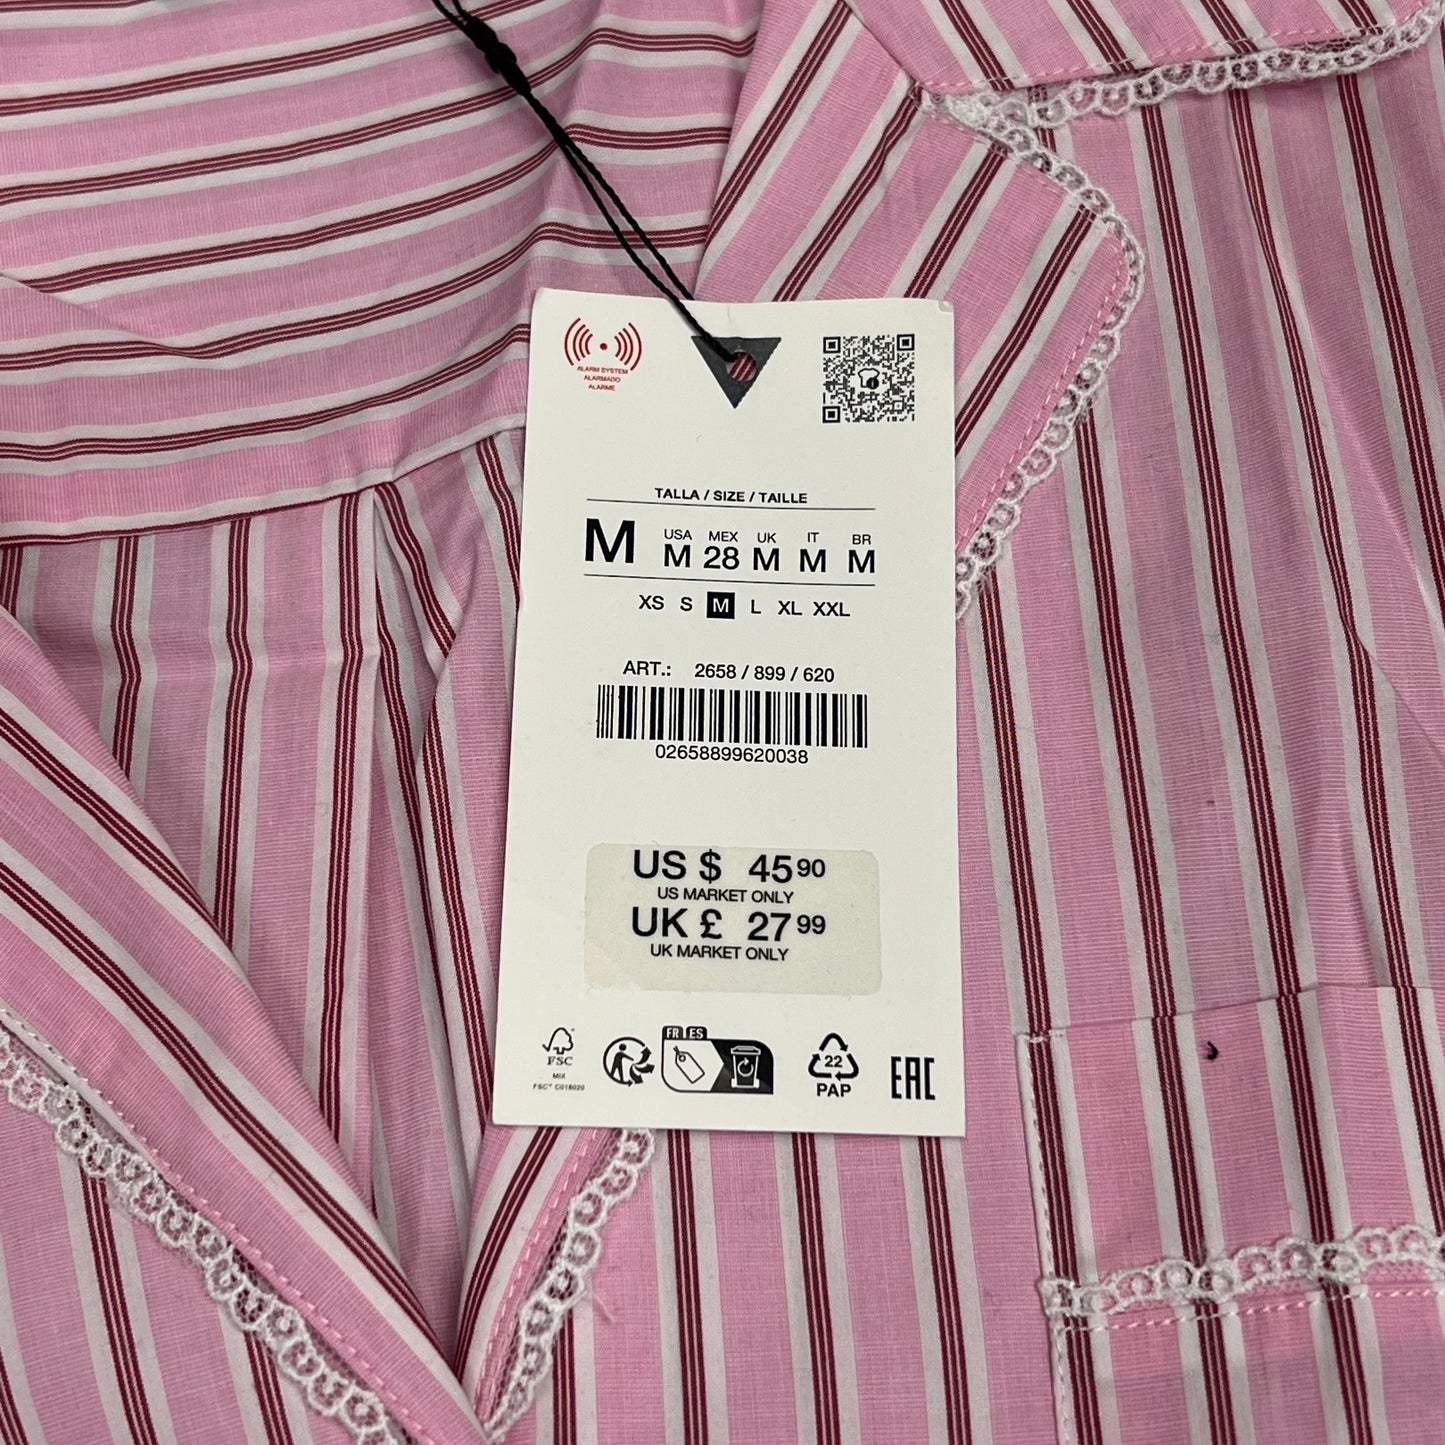 ALARM SYSTEM
ALARMADO
ALARME
TALLA / SIZE / TAILLE
M USA M MEX 28 UK M IT M BR M
XS S M L XL XXL
ART.: 2658 / 899 / 620
02658899620038
US $ 45 90
US MARKET ONLY
UK £ 27 99
UK MARKET ONLY
FSC
MIX
FSC™ C018020
FR ES
22
PAP
EAC